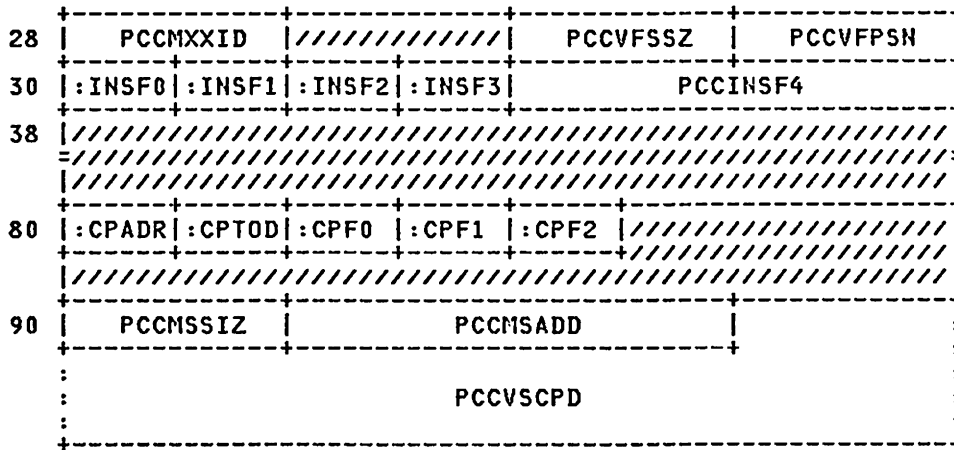 28 | PCCMXXID |/////////////| PCCVFSSZ | PCCVFPSN
30 |:INSF0|:INSF1|:INSF2|:INSF3| PCCINSF4
38
80 |:CPADR|:CPTOD|:CPF0 |:CPF1 |:CPF2 |///////////////////
90 | PCCMSSIZ | PCCMSADD |
PCCVSCPD